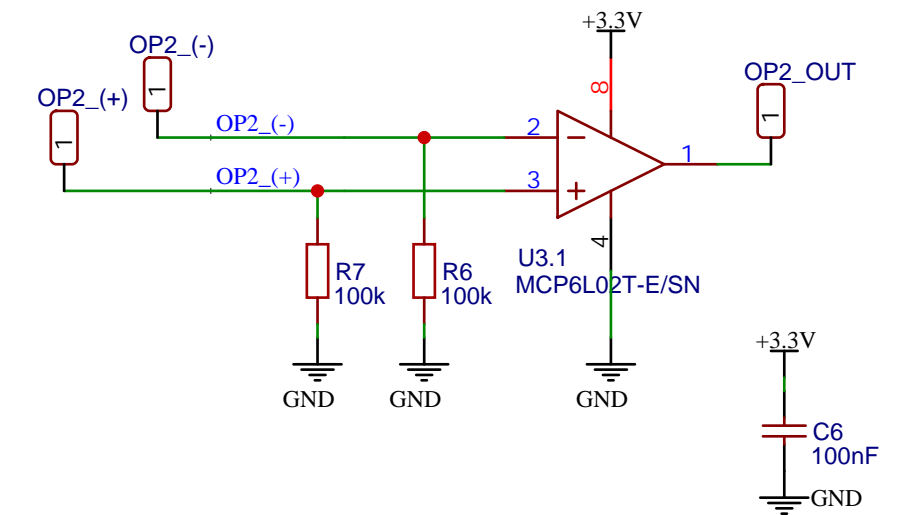 +3.3V
OP2_(-)
OP2_OUT
OP2_(+)
1
8
1
1
OP2_(-)
2
1
OP2_(+)
3
4
U3.1
R7
R6
MCP6L02T-E/SN
100k
100k
+3.3V
GND
GND
GND
C6
100nF
GND